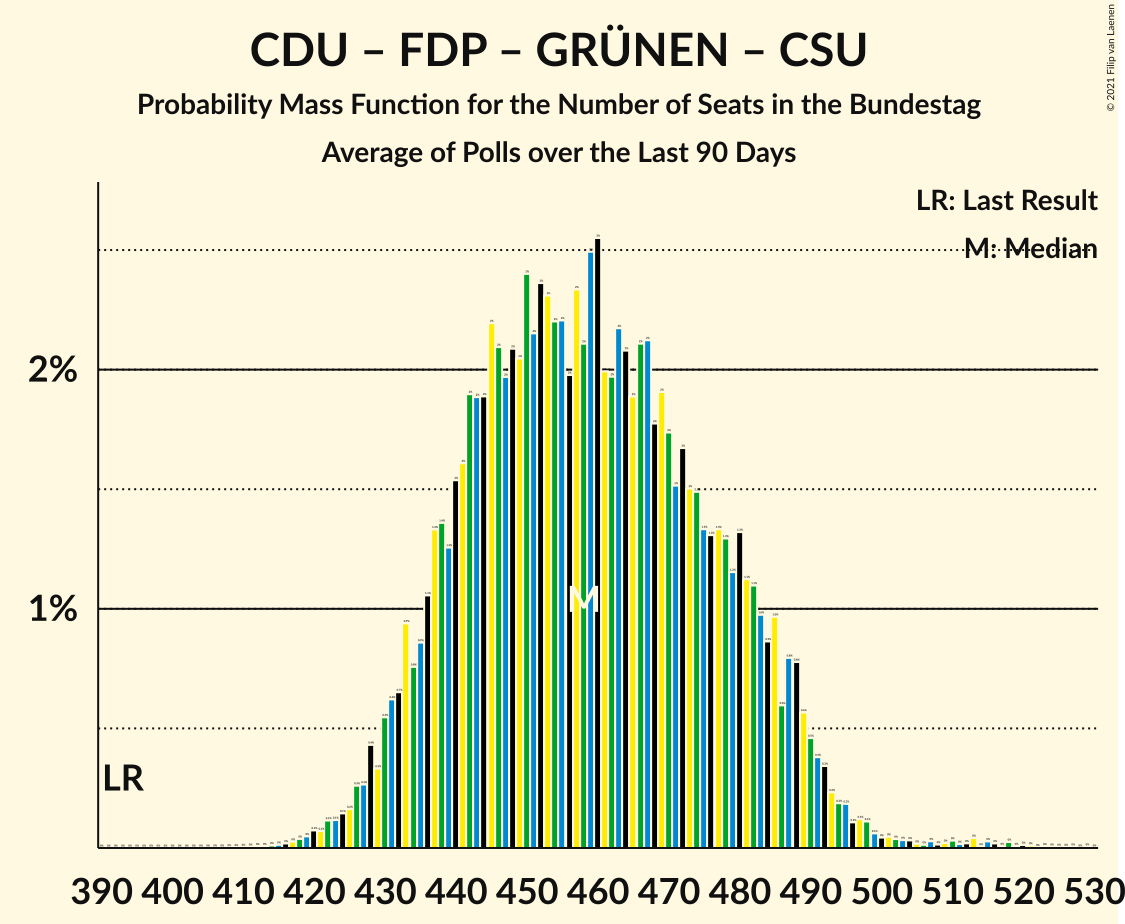 CDU – FDP – GRÜNEN – CSU
Probability Mass Function for the Number of Seats in the Bundestag
Average of Polls over the Last 90 Days
© 2021 Filip van Laenen
LR: Last Result
M: Median
2%
1%
M
LR
390 400 410 420 430 440 450 460 470 480 490 500 510 520 530